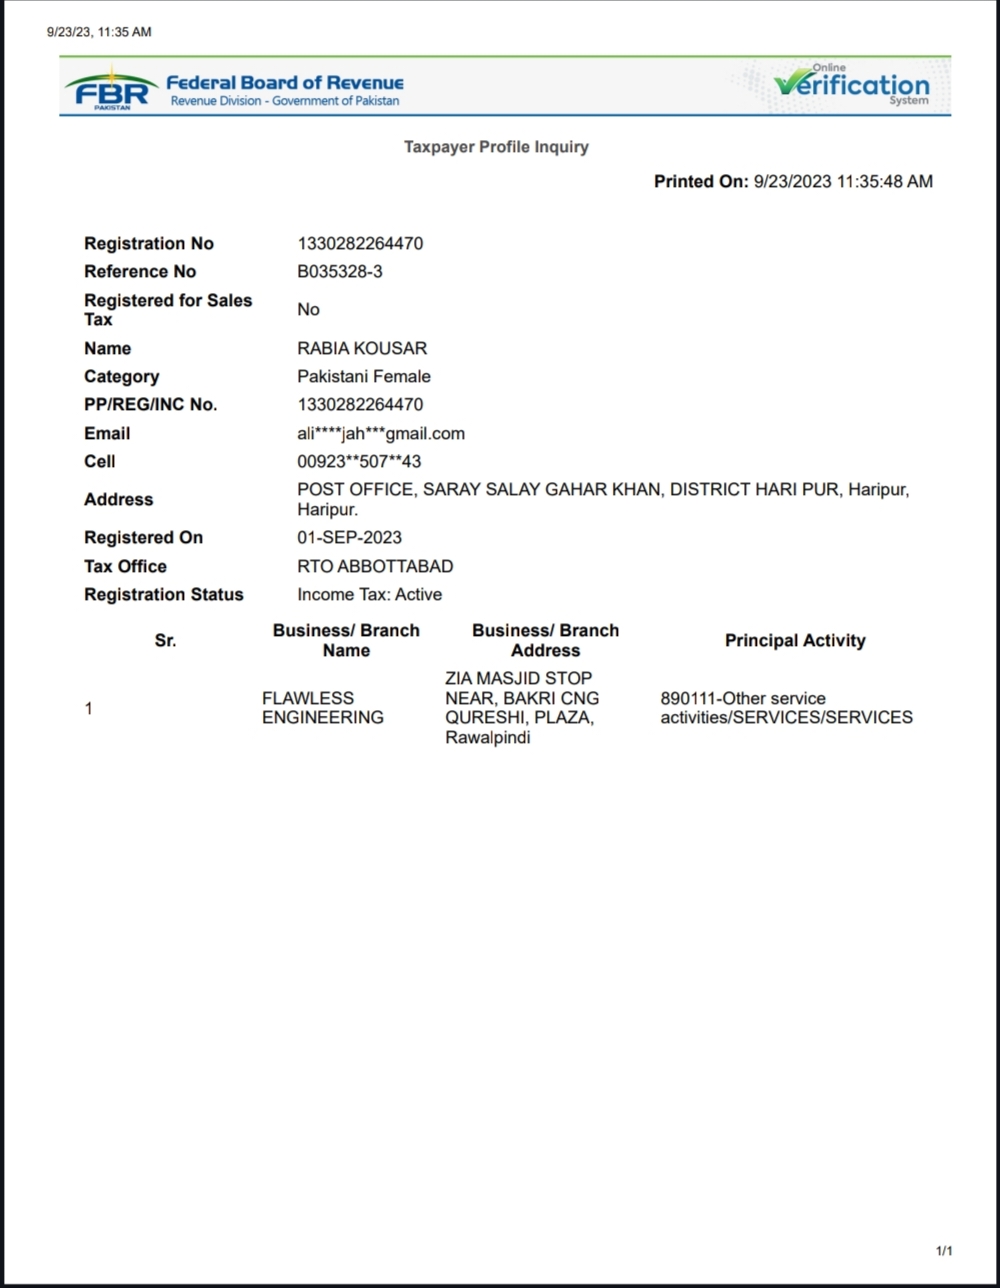 9/23/23, 11:35 AM
FBR
PAKISTAN
Federal Board of Revenue
Revenue Division - Government of Pakistan
Online
Verification
System
Taxpayer Profile Inquiry
Printed On: 9/23/2023 11:35:48 AM
Registration No 1330282264470
Reference No B035328-3
Registered for Sales
Tax
No
Name RABIA KOUSAR
Category Pakistani Female
PP/REG/INC No. 1330282264470
Email ali****jah***gmail.com
Cell 00923**507**43
Address
POST OFFICE, SARAY SALAY GAHAR KHAN, DISTRICT HARI PUR, Haripur,
Haripur.
Registered On 01-SEP-2023
Tax Office RTO ABBOTTABAD
Registration Status Income Tax: Active
Sr.
Business/ Branch
Name
Business/ Branch
Address
Principal Activity
1
FLAWLESS
ENGINEERING
ZIA MASJID STOP
NEAR, BAKRI CNG
QURESHI, PLAZA,
Rawalpindi
890111-Other service
activities/SERVICES/SERVICES
1/1